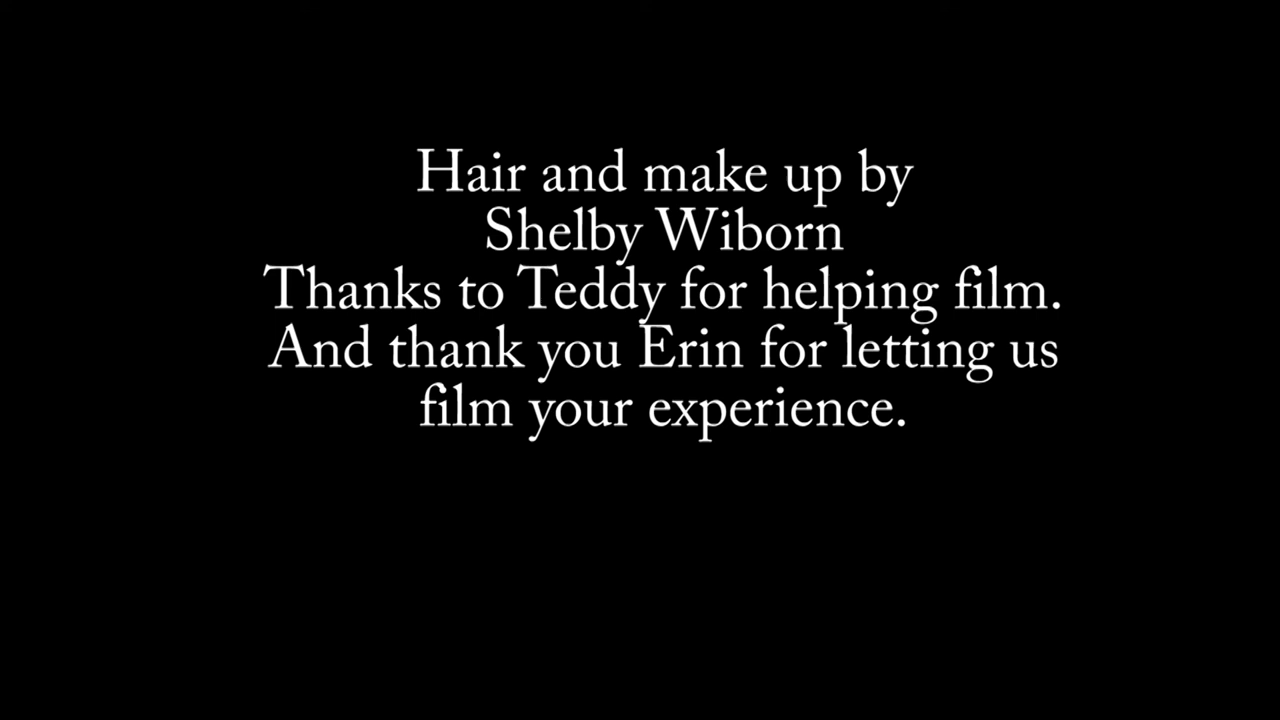 Hair and make up by
Shelby Wiborn
Thanks to Teddy for helping film.
And thank you Erin for letting us
film your experience.